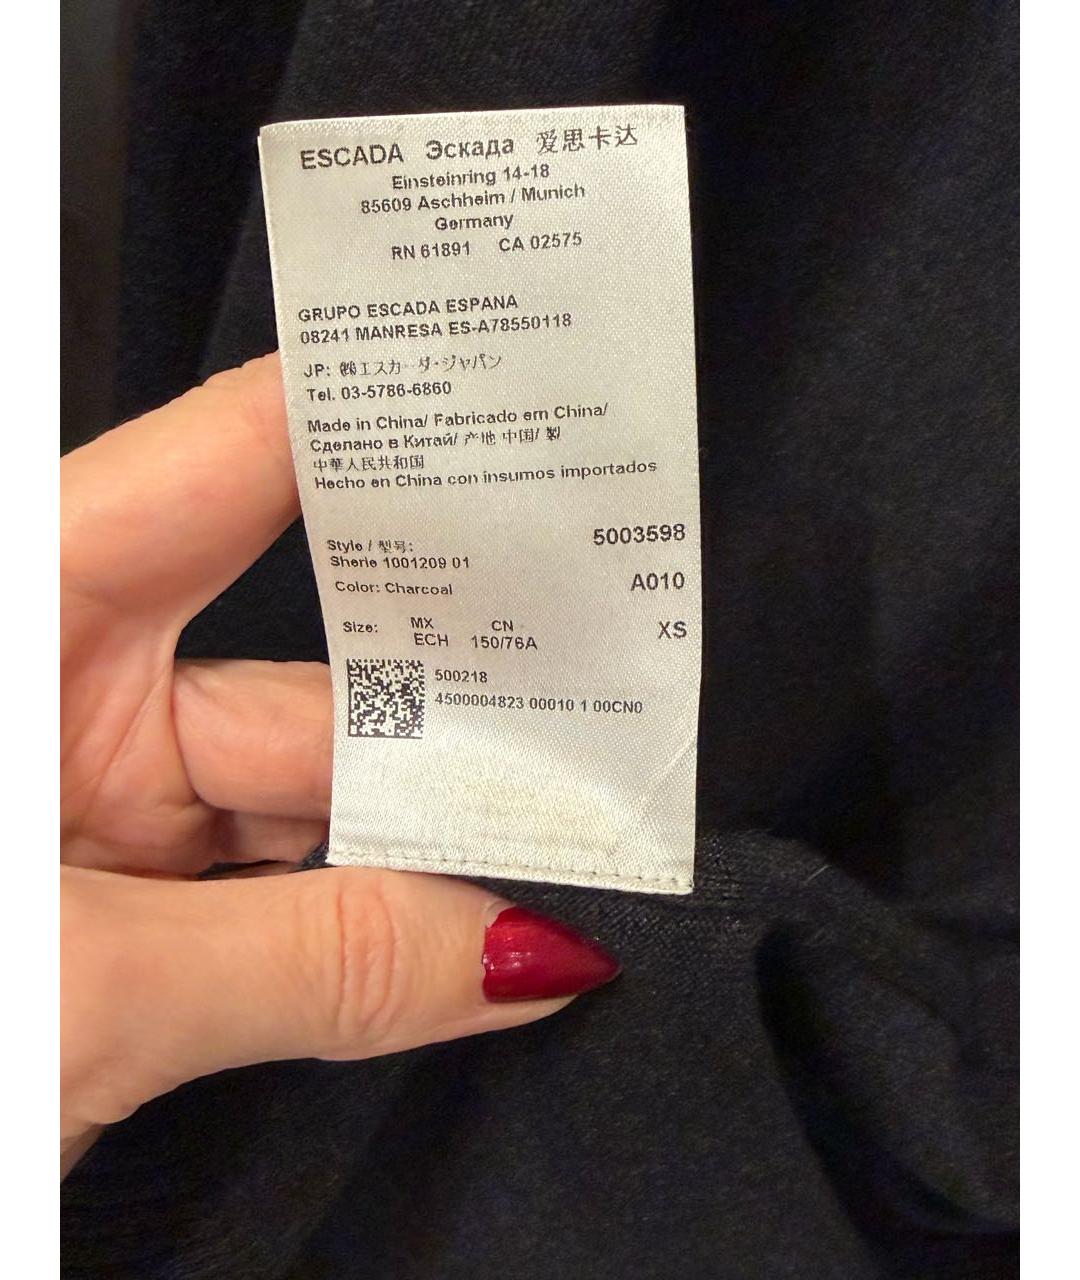 ESCADA Эскада 爱思卡达
Einsteinring 14-18
85609 Aschheim / Munich
Germany
RN 61891 CA 02575
GRUPO ESCADA ESPANA
08241 MANRESA ES-A78550118
JP: ㈱エスカーダ・ジャパン
Tel. 03-5786-6860
Made in China/ Fabricado em China/
Сделано в Китай/ 产地 中国/ 製
中華人民共和国
Hecho en China con insumos importados
Style / 型号: 5003598
Sherle 1001209 01
Color: Charcoal A010
Size: MX CN XS
ECH 150/76A
500218
4500004823 00010 1 00CN0